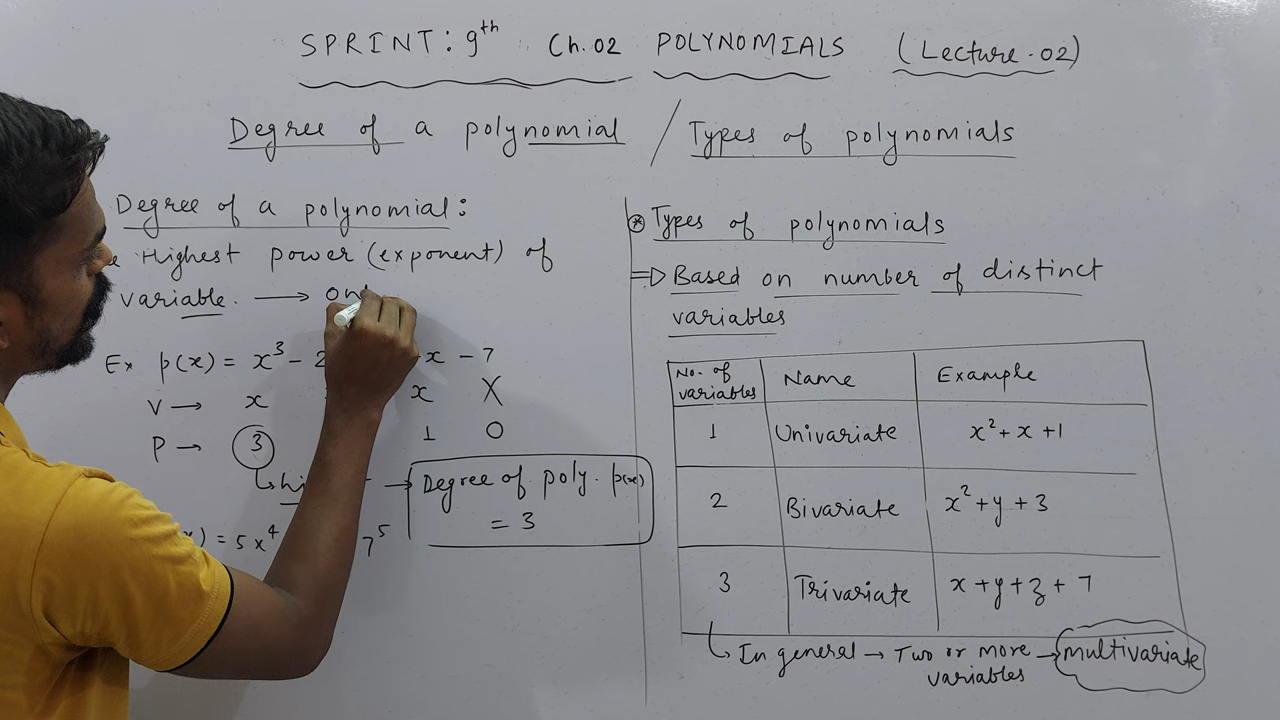 SPRINT: 9th Ch.02 POLYNOMIALS (Lecture-02)
Degree of a polynomial / Types of polynomials
Degree of a polynomial:
Highest power (exponent) of
variable. → on
Ex p(x) = x³ - 2 x - 7
V → x x X
P → 3 1 0
→ Degree of poly. p(x)
= 3
) = 5x⁴ 7⁵
⊛ Types of polynomials
⇒ Based on number of distinct
variables
No. of variables Name Example
1 Univariate x² + x + 1
2 Bivariate x² + y + 3
3 Trivariate x + y + z + 7
↳ In general → Two or more variables → multivariate